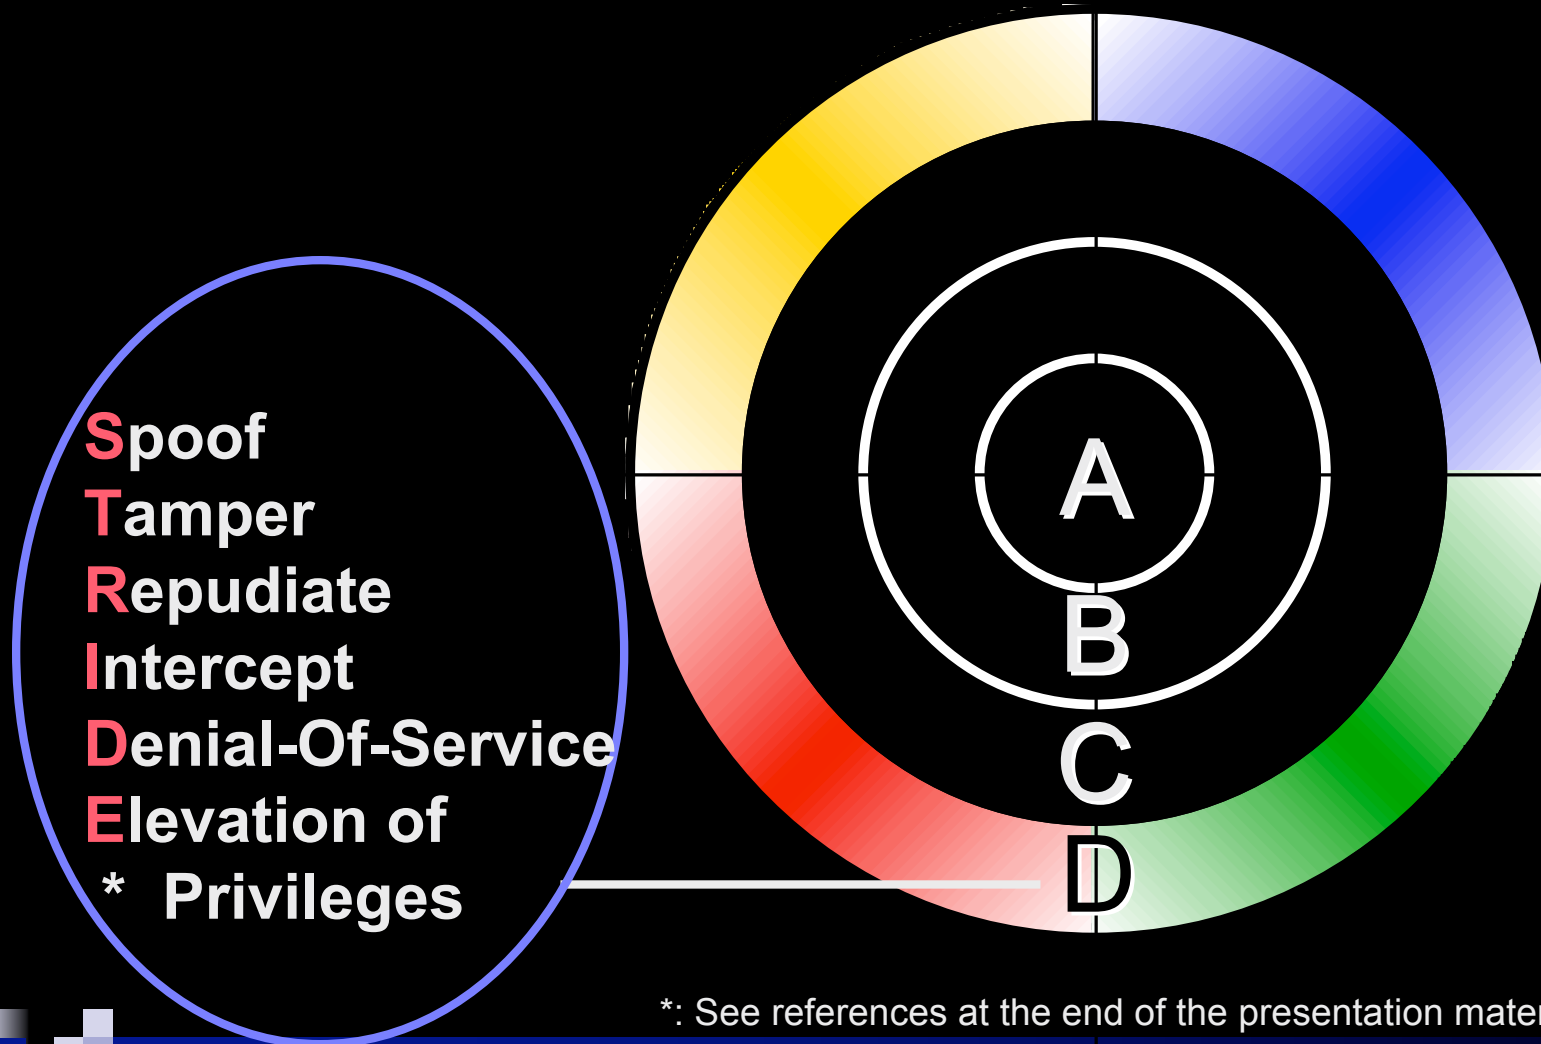 Spoof
Tamper
Repudiate
Intercept
Denial-Of-Service
Elevation of
* Privileges
A
B
C
D
*: See references at the end of the presentation